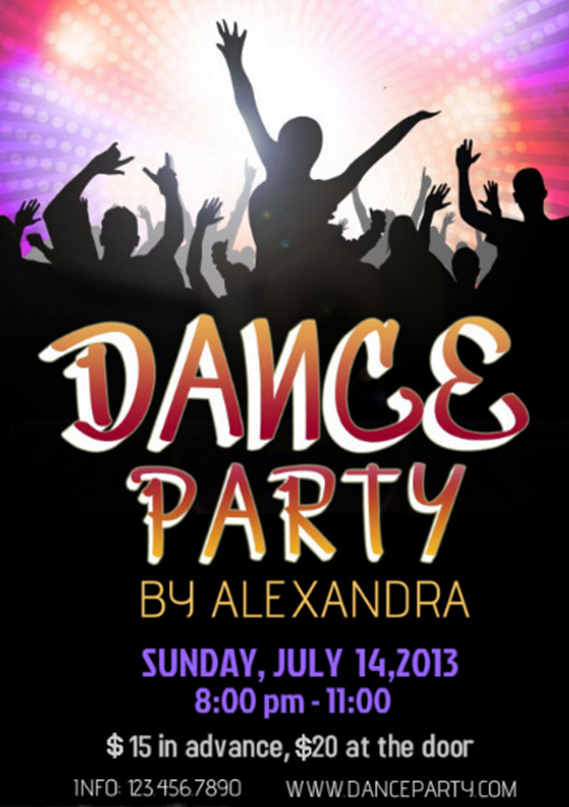 DANCE
PARTY
BY ALEXANDRA
SUNDAY, JULY 14,2013
8:00 pm - 11:00
$15 in advance, $20 at the door
INFO: 123.456.7890 WWW.DANCEPARTY.COM